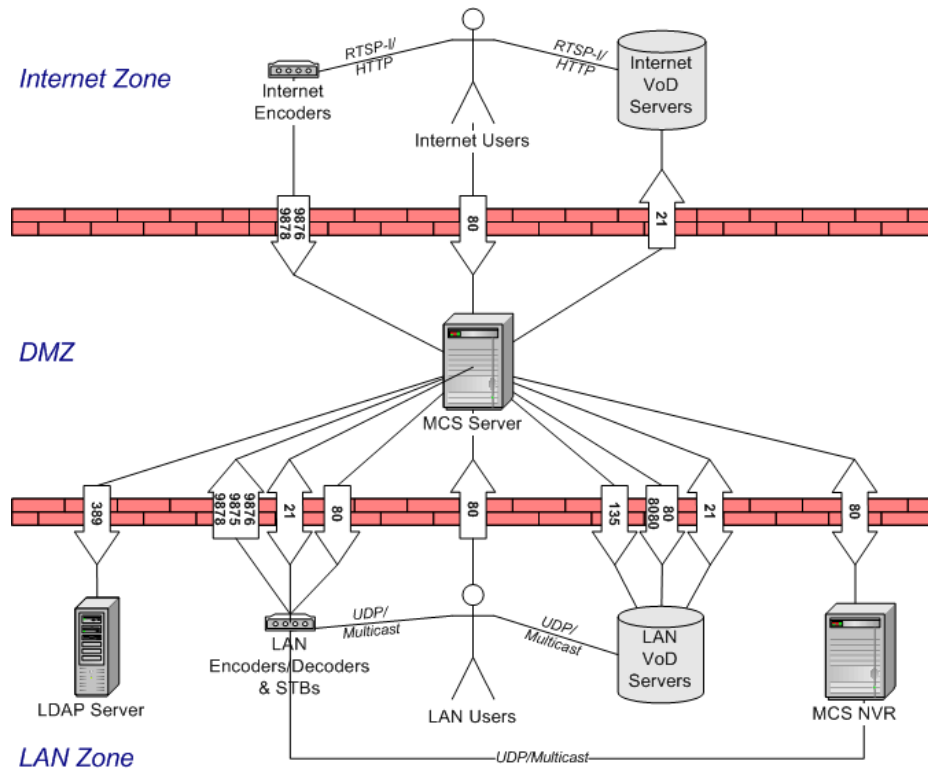 RTSP-I/
HTTP
RTSP-I/
HTTP
Internet Zone
Internet
Encoders
Internet Users
Internet
VoD
Servers
9876
9878
80
21
DMZ
MCS Server
389
9876
9875
9878
21
80
80
135
80
8080
21
80
UDP/
Multicast
UDP/
Multicast
LAN
Encoders/Decoders
& STBs
LAN
VoD
Servers
LDAP Server
LAN Users
MCS NVR
LAN Zone
UDP/Multicast